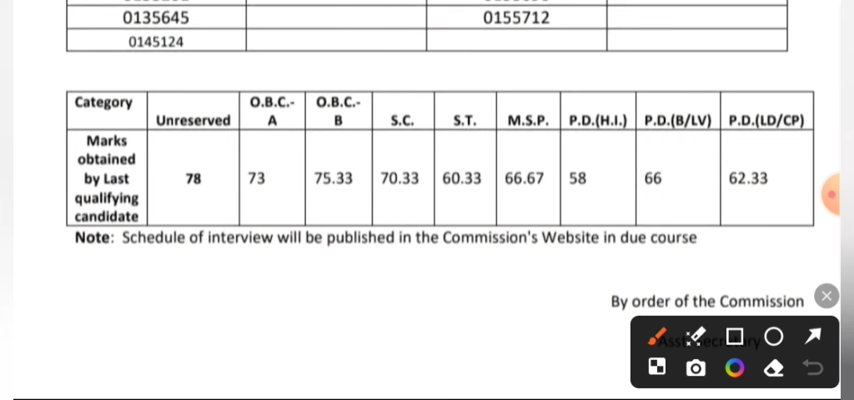 0135645 0155712
0145124
Category Unreserved O.B.C.-A O.B.C.-B S.C. S.T. M.S.P. P.D.(H.I.) P.D.(B/LV) P.D.(LD/CP)
Marks obtained by Last qualifying candidate 78 73 75.33 70.33 60.33 66.67 58 66 62.33
Note: Schedule of interview will be published in the Commission's Website in due course
By order of the Commission